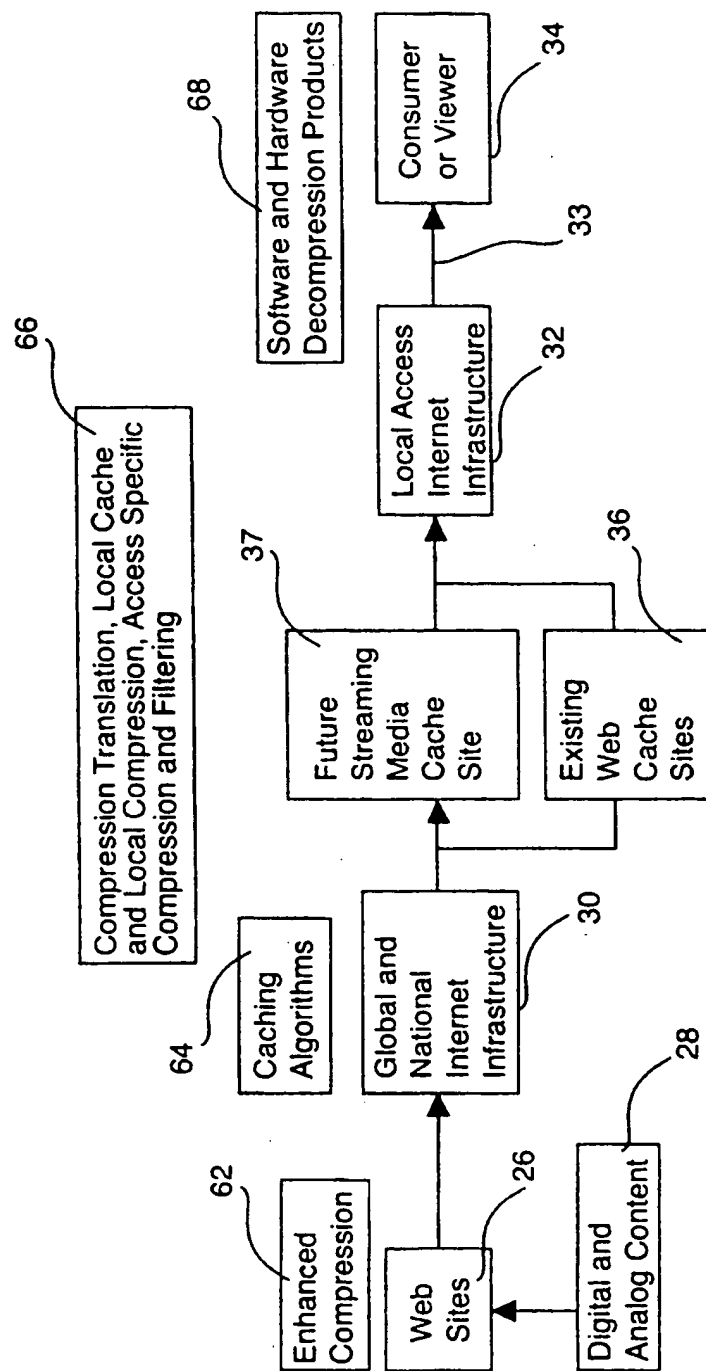 66
Compression Translation, Local Cache
and Local Compression, Access Specific
Compression and Filtering
68
Software and Hardware
Decompression Products
64
Caching
Algorithms
62
Enhanced
Compression
Web
Sites
26
Global and
National
Internet
Infrastructure
30
37
Future
Streaming
Media
Cache
Site
Local Access
Internet
Infrastructure
32
33
Consumer
or Viewer
34
Existing
Web
Cache
Sites
36
Digital and
Analog Content
28